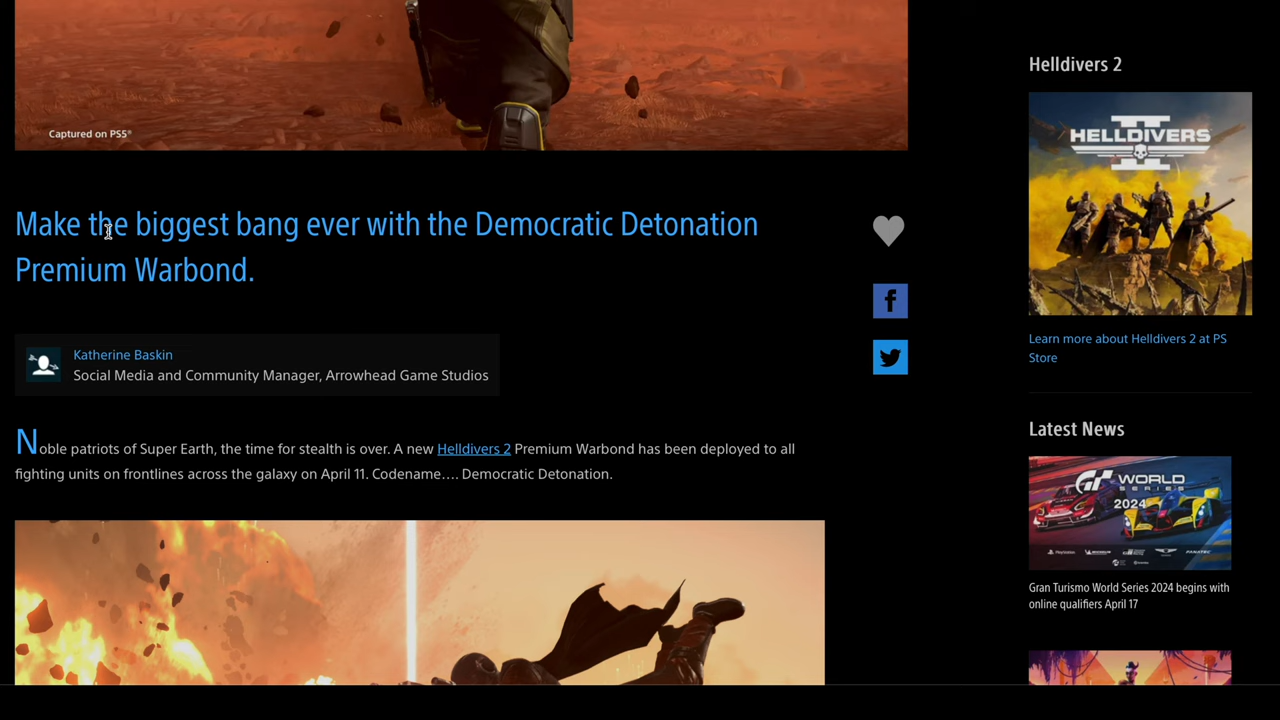 Captured on PS5®
Make the biggest bang ever with the Democratic Detonation
Premium Warbond.
Katherine Baskin
Social Media and Community Manager, Arrowhead Game Studios
Noble patriots of Super Earth, the time for stealth is over. A new Helldivers 2 Premium Warbond has been deployed to all
fighting units on frontlines across the galaxy on April 11. Codename…. Democratic Detonation.
Helldivers 2
HELLDIVERS
II
Learn more about Helldivers 2 at PS
Store
Latest News
GT WORLD
SERIES
2024
PlayStation
MICHELIN
FANATEC
Gran Turismo World Series 2024 begins with
online qualifiers April 17